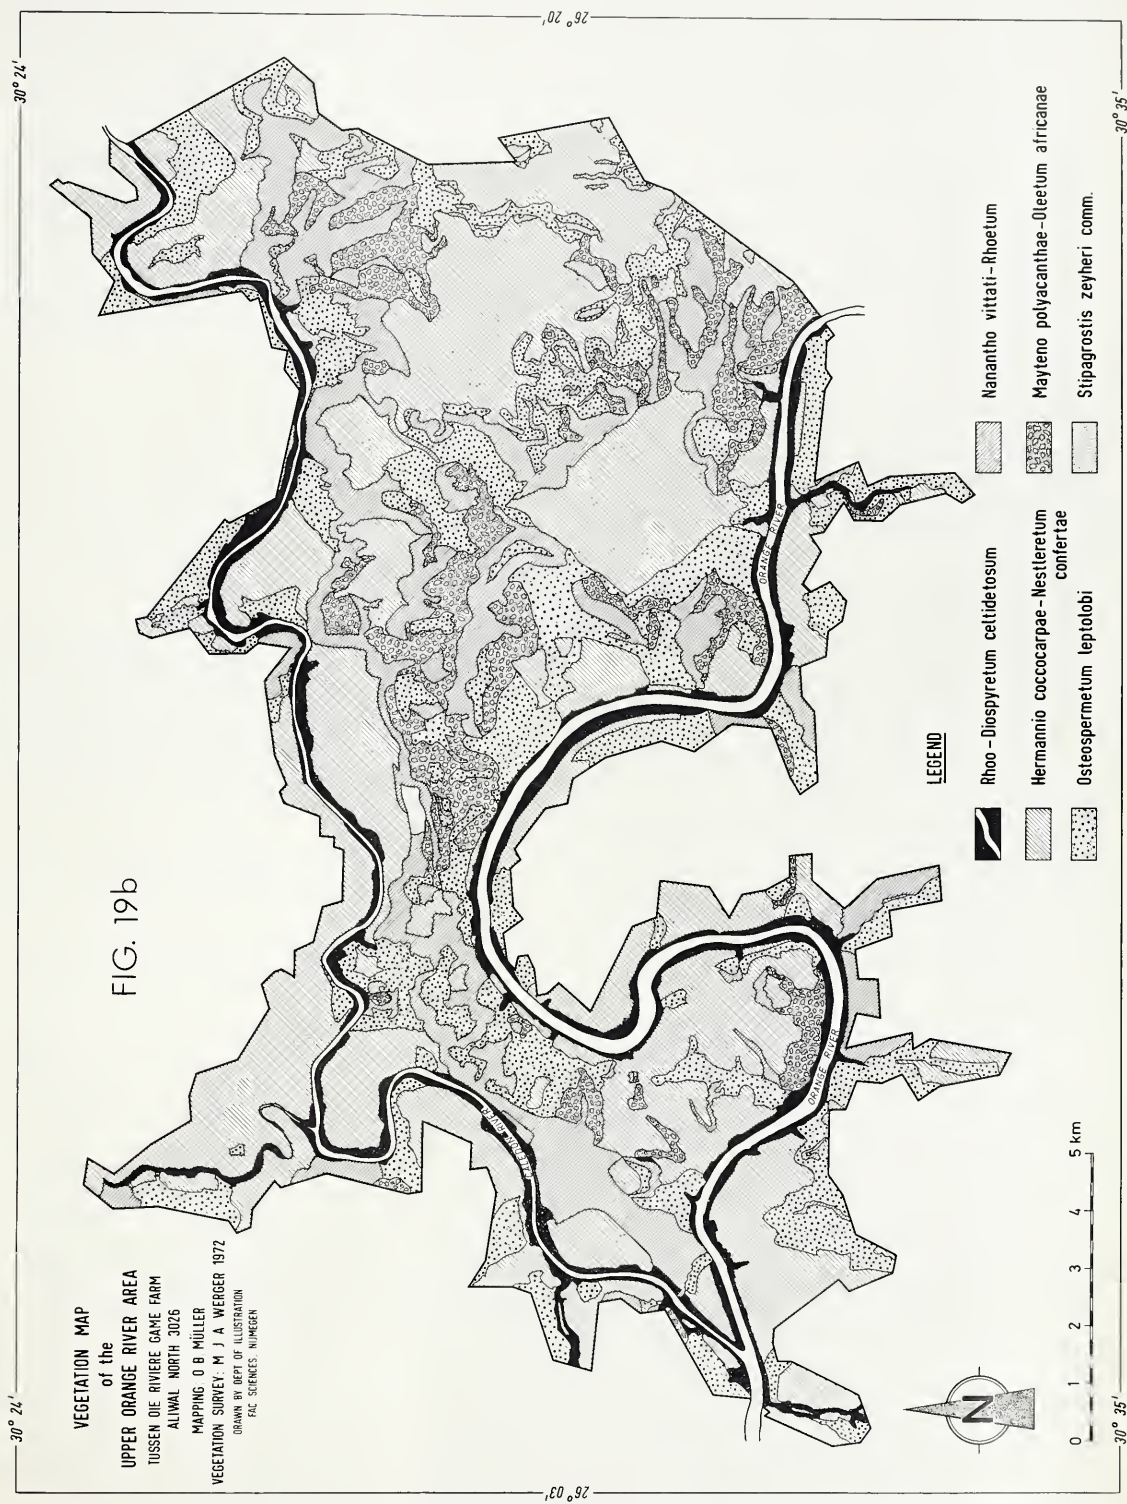 30° 24'
30° 24'
26° 03'
26° 20'
VEGETATION MAP
of the
UPPER ORANGE RIVER AREA
TUSSEN DIE RIVIERE GAME FARM
ALIWAL NORTH 3026
MAPPING O B MÜLLER
VEGETATION SURVEY: M J A WERGER 1972
DRAWN BY DEPT OF ILLUSTRATION
FAC SCIENCES, NIJMEGEN
FIG. 19b
CALEDON RIVER
ORANGE RIVER
ORANGE RIVER
N
0 1 2 3 4 5 km
LEGEND
Rhoo-Diospyretum celtidetosum
Hermannio coccocarpae-Nestleretum
confertae
Osteospermetum leptolobi
Nanantho vittati-Rhoetum
Mayteno polyacanthae-Oleetum africanae
Stipagrostis zeyheri comm.
30° 35'
30° 35'